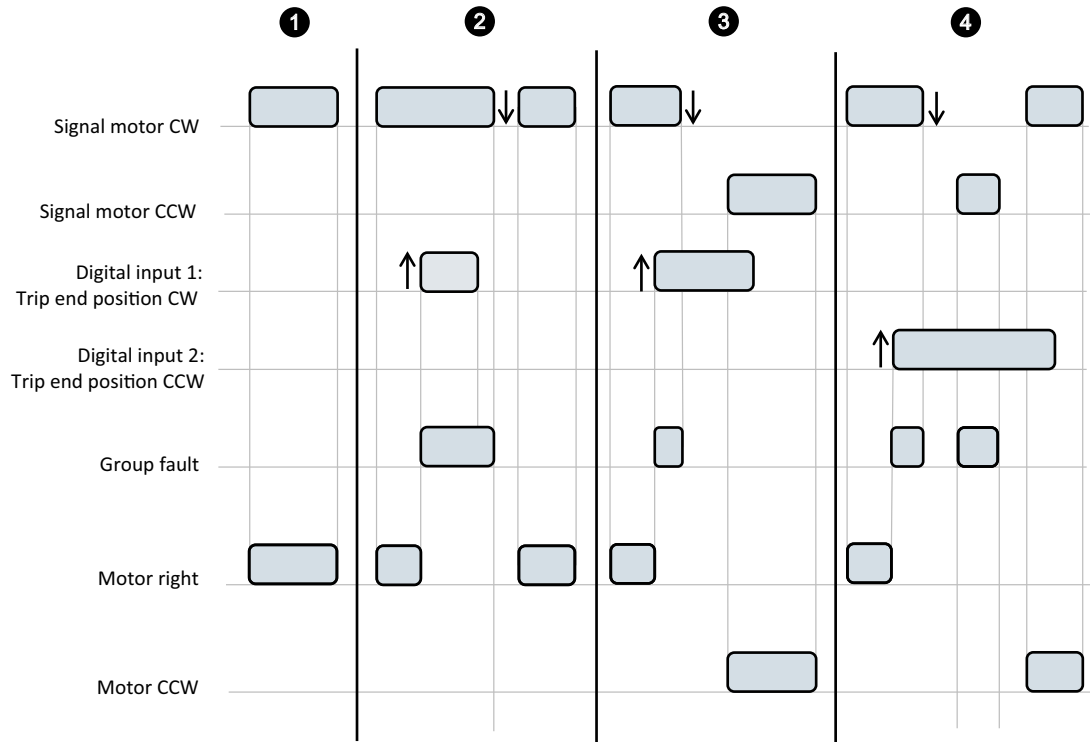 1 2 3 4
Signal motor CW
Signal motor CCW
Digital input 1:
Trip end position CW
Digital input 2:
Trip end position CCW
Group fault
Motor right
Motor CCW